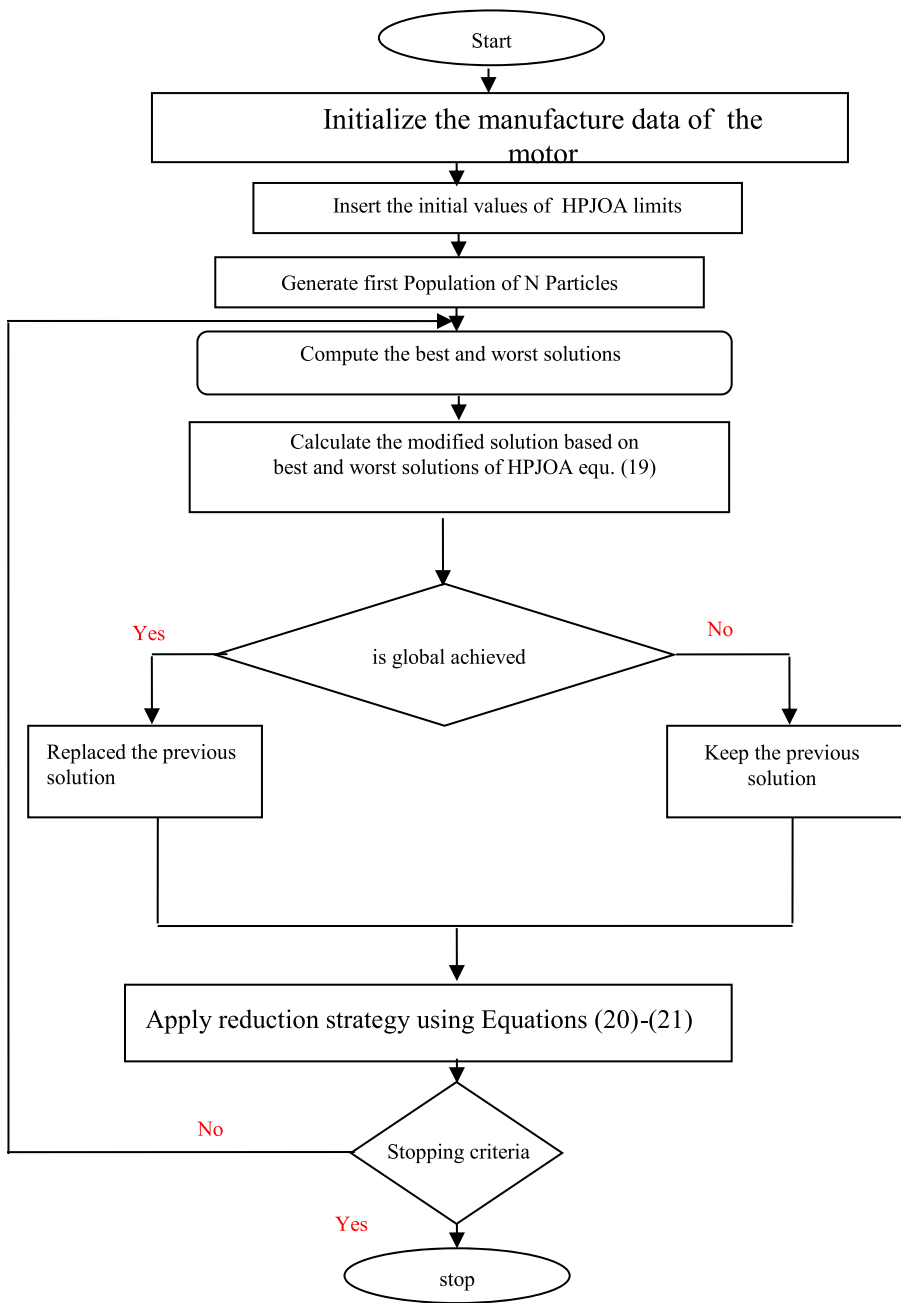 Start
Initialize the manufacture data of the
motor
Insert the initial values of HPJOA limits
Generate first Population of N Particles
Compute the best and worst solutions
Calculate the modified solution based on
best and worst solutions of HPJOA equ. (19)
Yes
No
is global achieved
Replaced the previous
solution
Keep the previous
solution
Apply reduction strategy using Equations (20)-(21)
No
Stopping criteria
Yes
stop